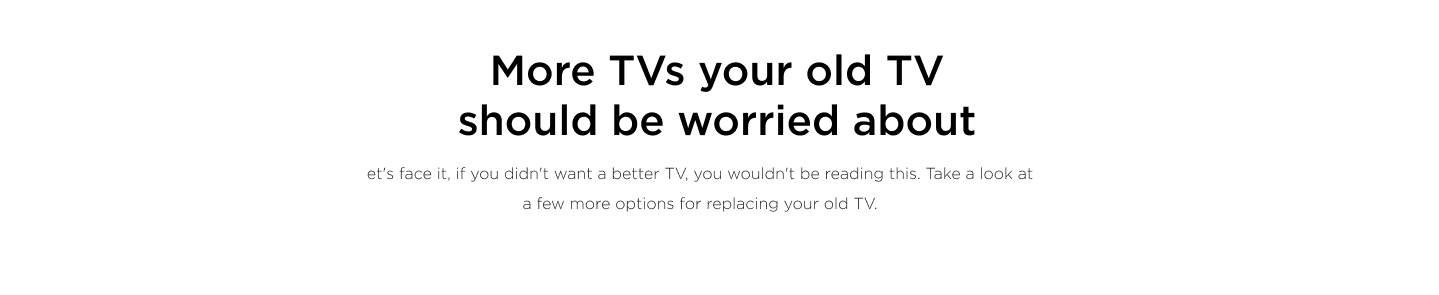 More TVs your old TV
should be worried about
et's face it, if you didn't want a better TV, you wouldn't be reading this. Take a look at
a few more options for replacing your old TV.